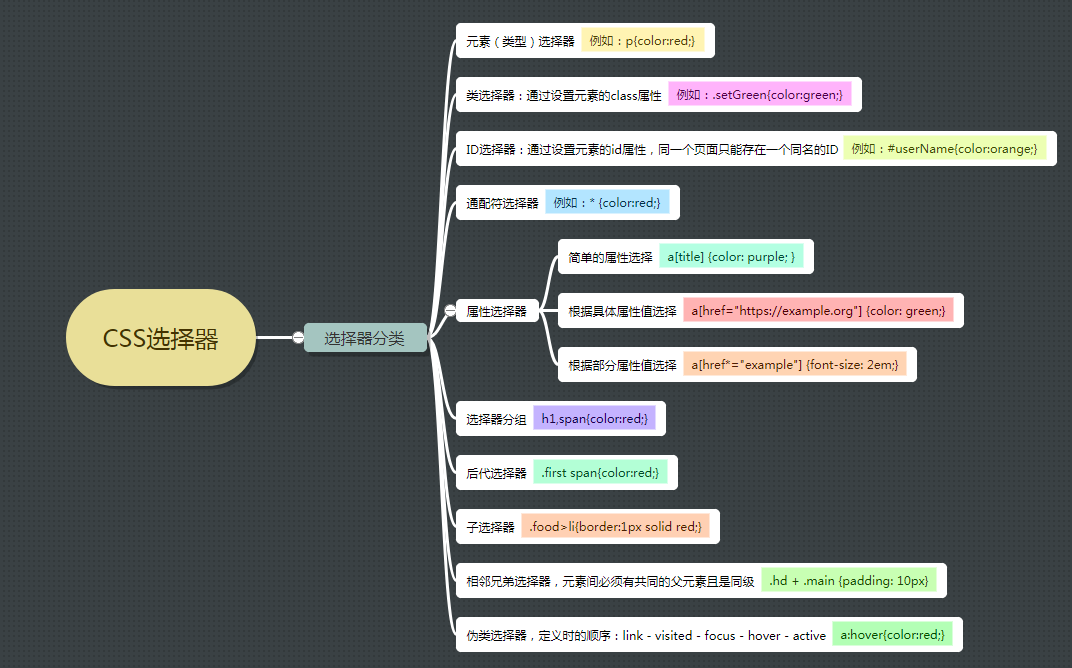 元素（类型）选择器 例如：p{color:red;}
类选择器：通过设置元素的class属性 例如：.setGreen{color:green;}
ID选择器：通过设置元素的id属性，同一个页面只能存在一个同名的ID 例如：#userName{color:orange;}
通配符选择器 例如：* {color:red;}
简单的属性选择 a[title] {color: purple; }
属性选择器
根据具体属性值选择 a[href="https://example.org"] {color: green;}
CSS选择器
选择器分类
根据部分属性值选择 a[href*="example"] {font-size: 2em;}
选择器分组 h1,span{color:red;}
后代选择器 .first span{color:red;}
子选择器 .food>li{border:1px solid red;}
相邻兄弟选择器，元素间必须有共同的父元素且是同级 .hd + .main {padding: 10px}
伪类选择器，定义时的顺序：link - visited - focus - hover - active a:hover{color:red;}